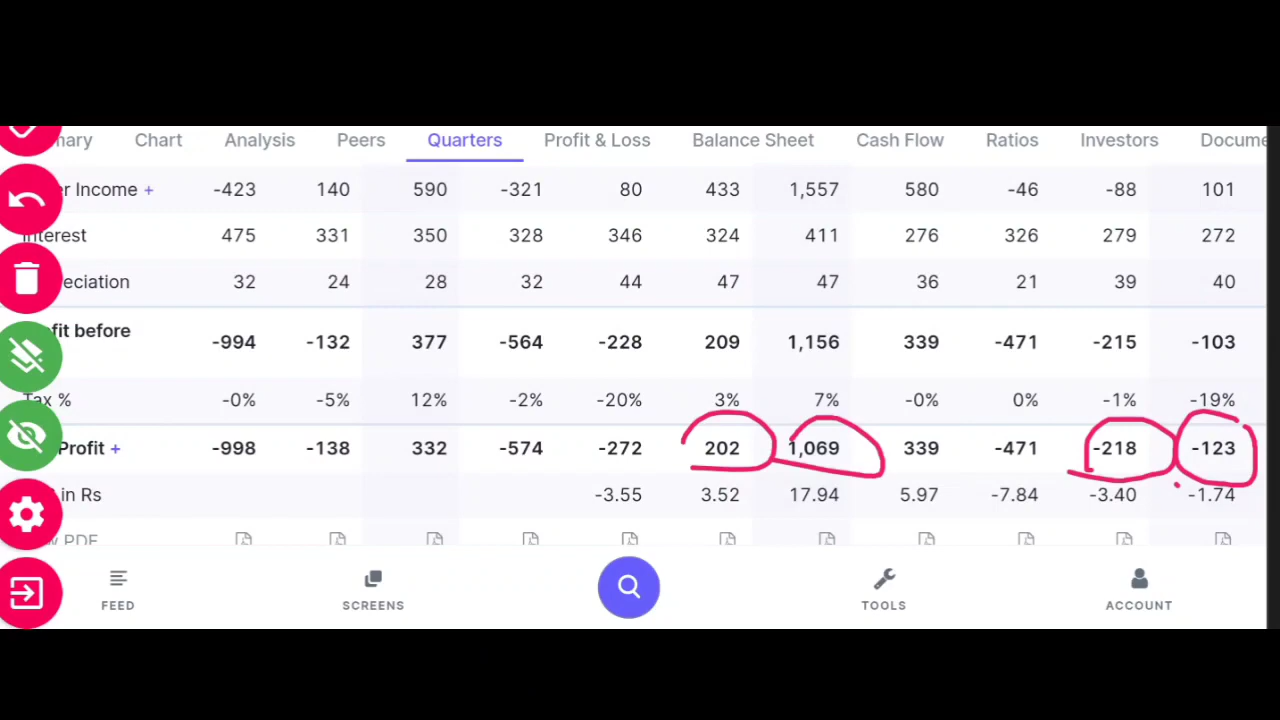 mary Chart Analysis Peers Quarters Profit & Loss Balance Sheet Cash Flow Ratios Investors Docume
er Income + -423 140 590 -321 80 433 1,557 580 -46 -88 101
Interest 475 331 350 328 346 324 411 276 326 279 272
eciation 32 24 28 32 44 47 47 36 21 39 40
fit before -994 -132 377 -564 -228 209 1,156 339 -471 -215 -103
Tax % -0% -5% 12% -2% -20% 3% 7% -0% 0% -1% -19%
Profit + -998 -138 332 -574 -272 202 1,069 339 -471 -218 -123
in Rs -3.55 3.52 17.94 5.97 -7.84 -3.40 -1.74
PDF
FEED SCREENS TOOLS ACCOUNT